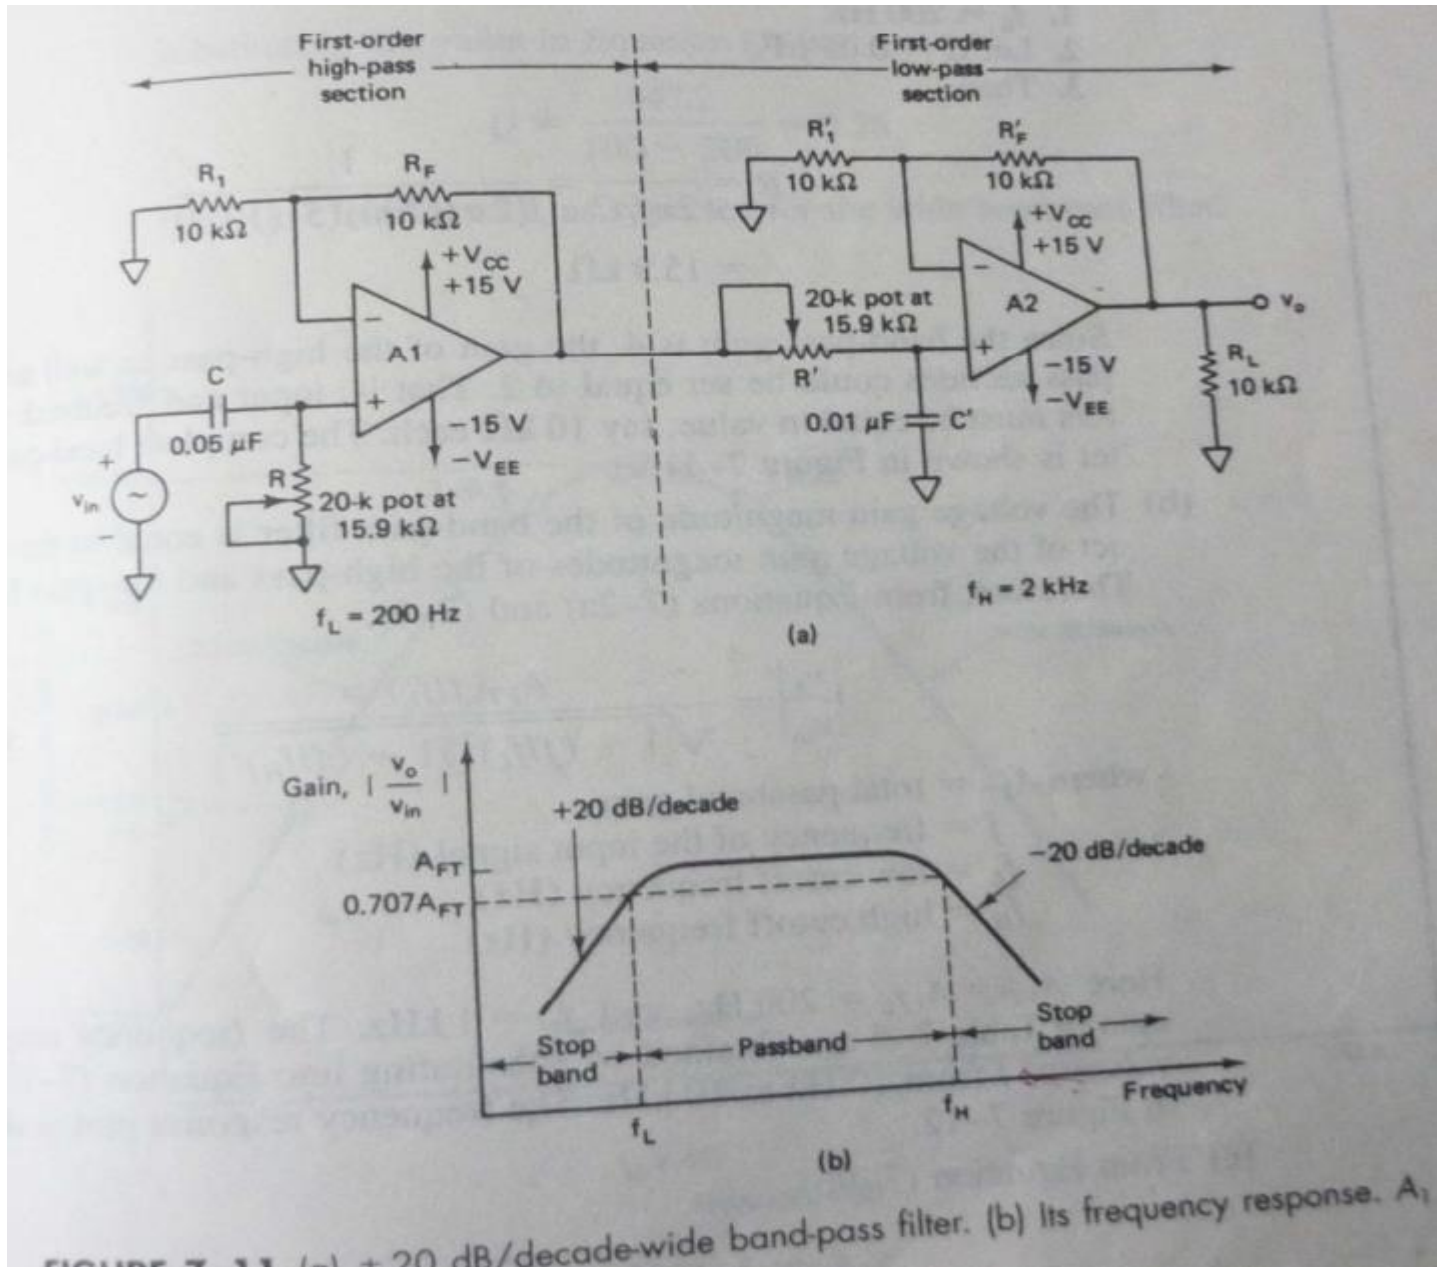 First-order
high-pass
section
First-order
low-pass
section
R₁
10 kΩ
R_F
10 kΩ
+V_CC
+15 V
A1
−
+
C
0.05 μF
−15 V
−V_EE
+
v_in
~
−
R
20-k pot at
15.9 kΩ
f_L = 200 Hz
R'₁
10 kΩ
R'_F
10 kΩ
+V_CC
+15 V
−
A2
+
20-k pot at
15.9 kΩ
R'
0.01 μF
C'
−15 V
−V_EE
v_o
R_L
10 kΩ
f_H = 2 kHz
(a)
Gain, | v_o / v_in |
+20 dB/decade
−20 dB/decade
A_FT
0.707A_FT
Stop
band
Passband
Stop
band
Frequency
f_L
f_H
(b)
FIGURE 7–11 (a) ± 20 dB/decade-wide band-pass filter. (b) Its frequency response. A₁